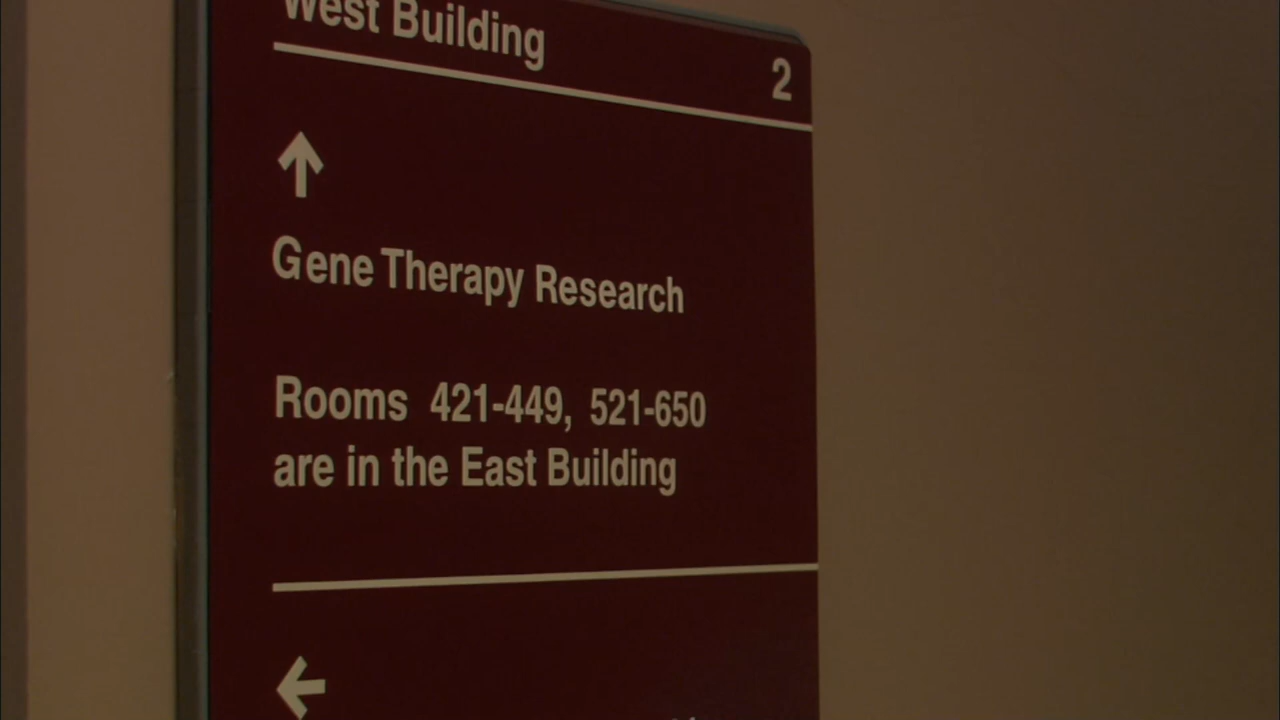 West Building
2
Gene Therapy Research
Rooms 421-449, 521-650
are in the East Building